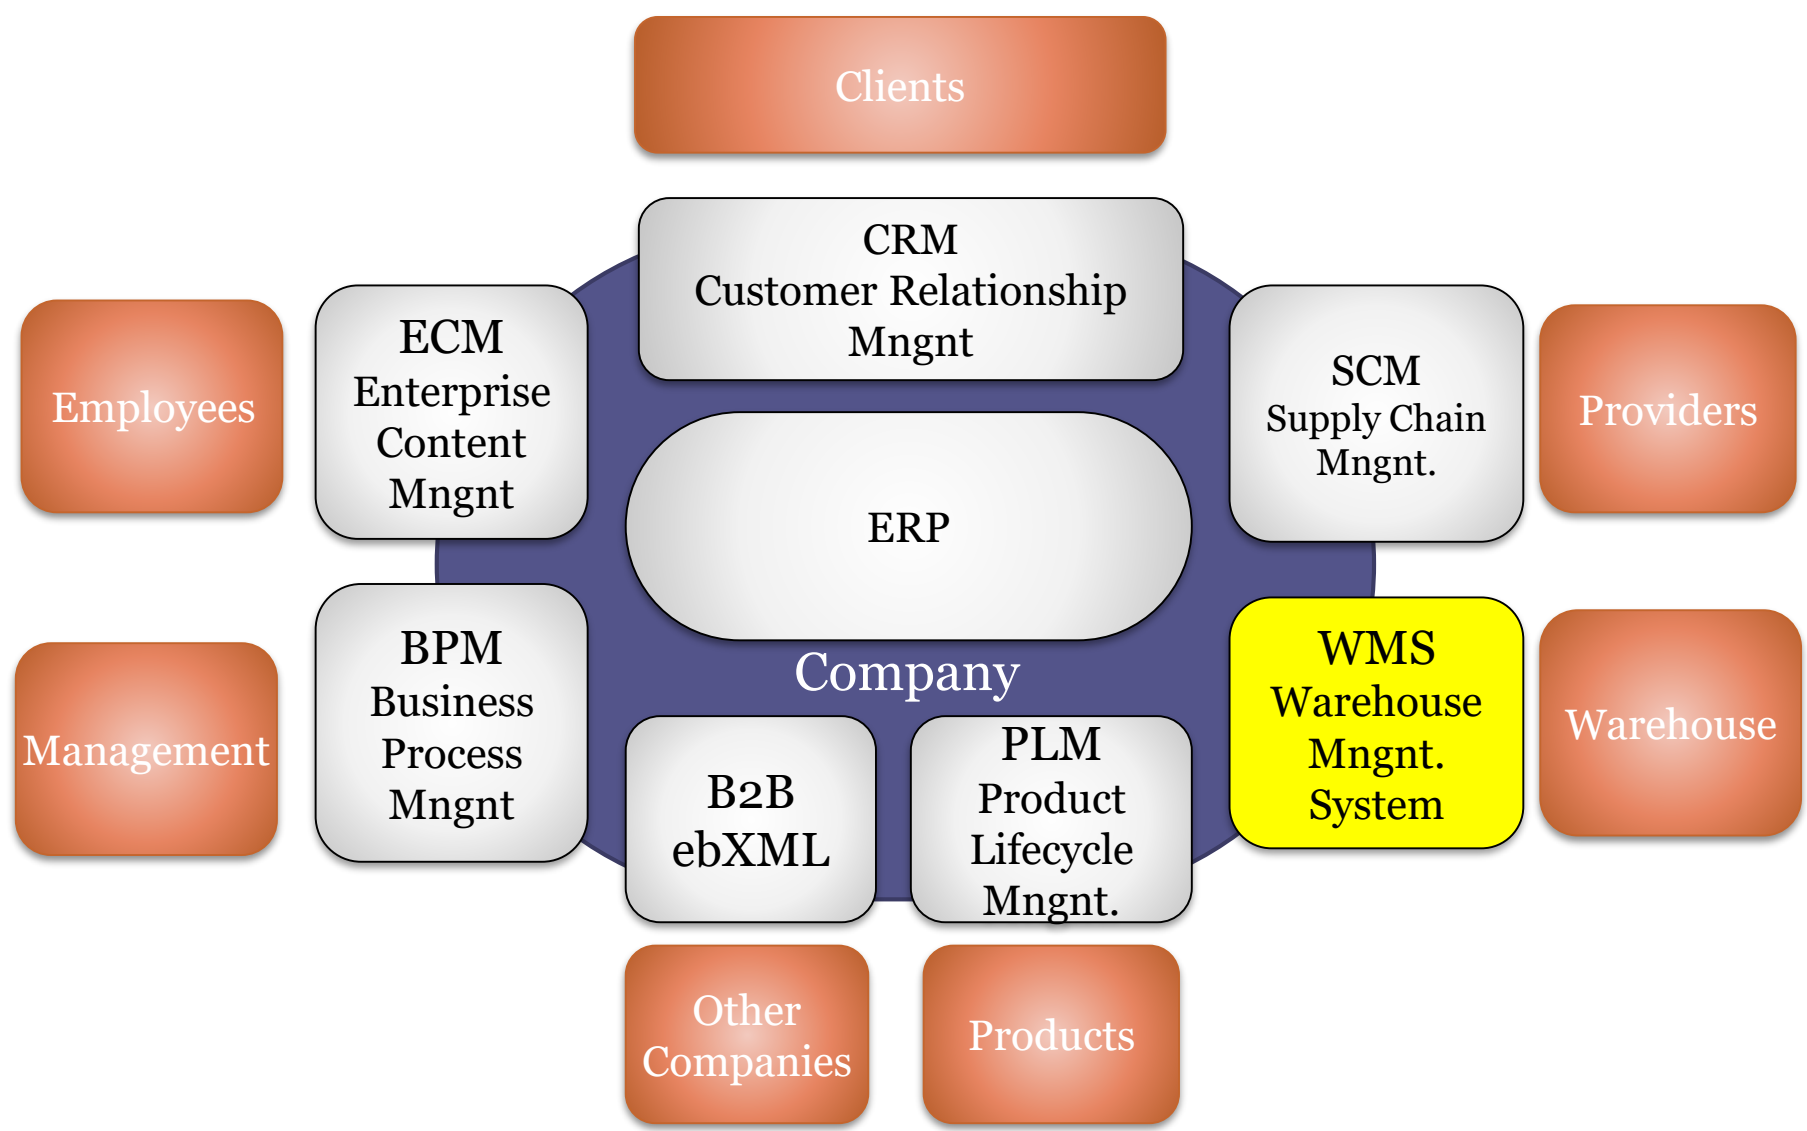 Clients
CRM
Customer Relationship
Mngnt
Employees
ECM
Enterprise
Content
Mngnt
SCM
Supply Chain
Mngnt.
Providers
ERP
Company
Management
BPM
Business
Process
Mngnt
B2B
ebXML
PLM
Product
Lifecycle
Mngnt.
WMS
Warehouse
Mngnt.
System
Warehouse
Other
Companies
Products